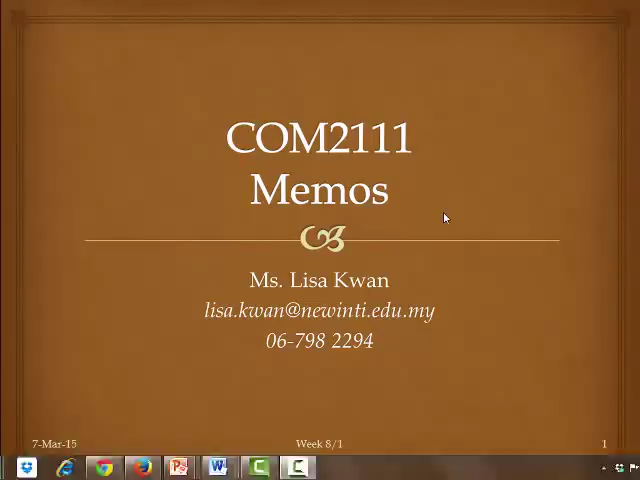 COM2111
Memos
Ms. Lisa Kwan
lisa.kwan@newinti.edu.my
06-798 2294
7-Mar-15
Week 8/1
1